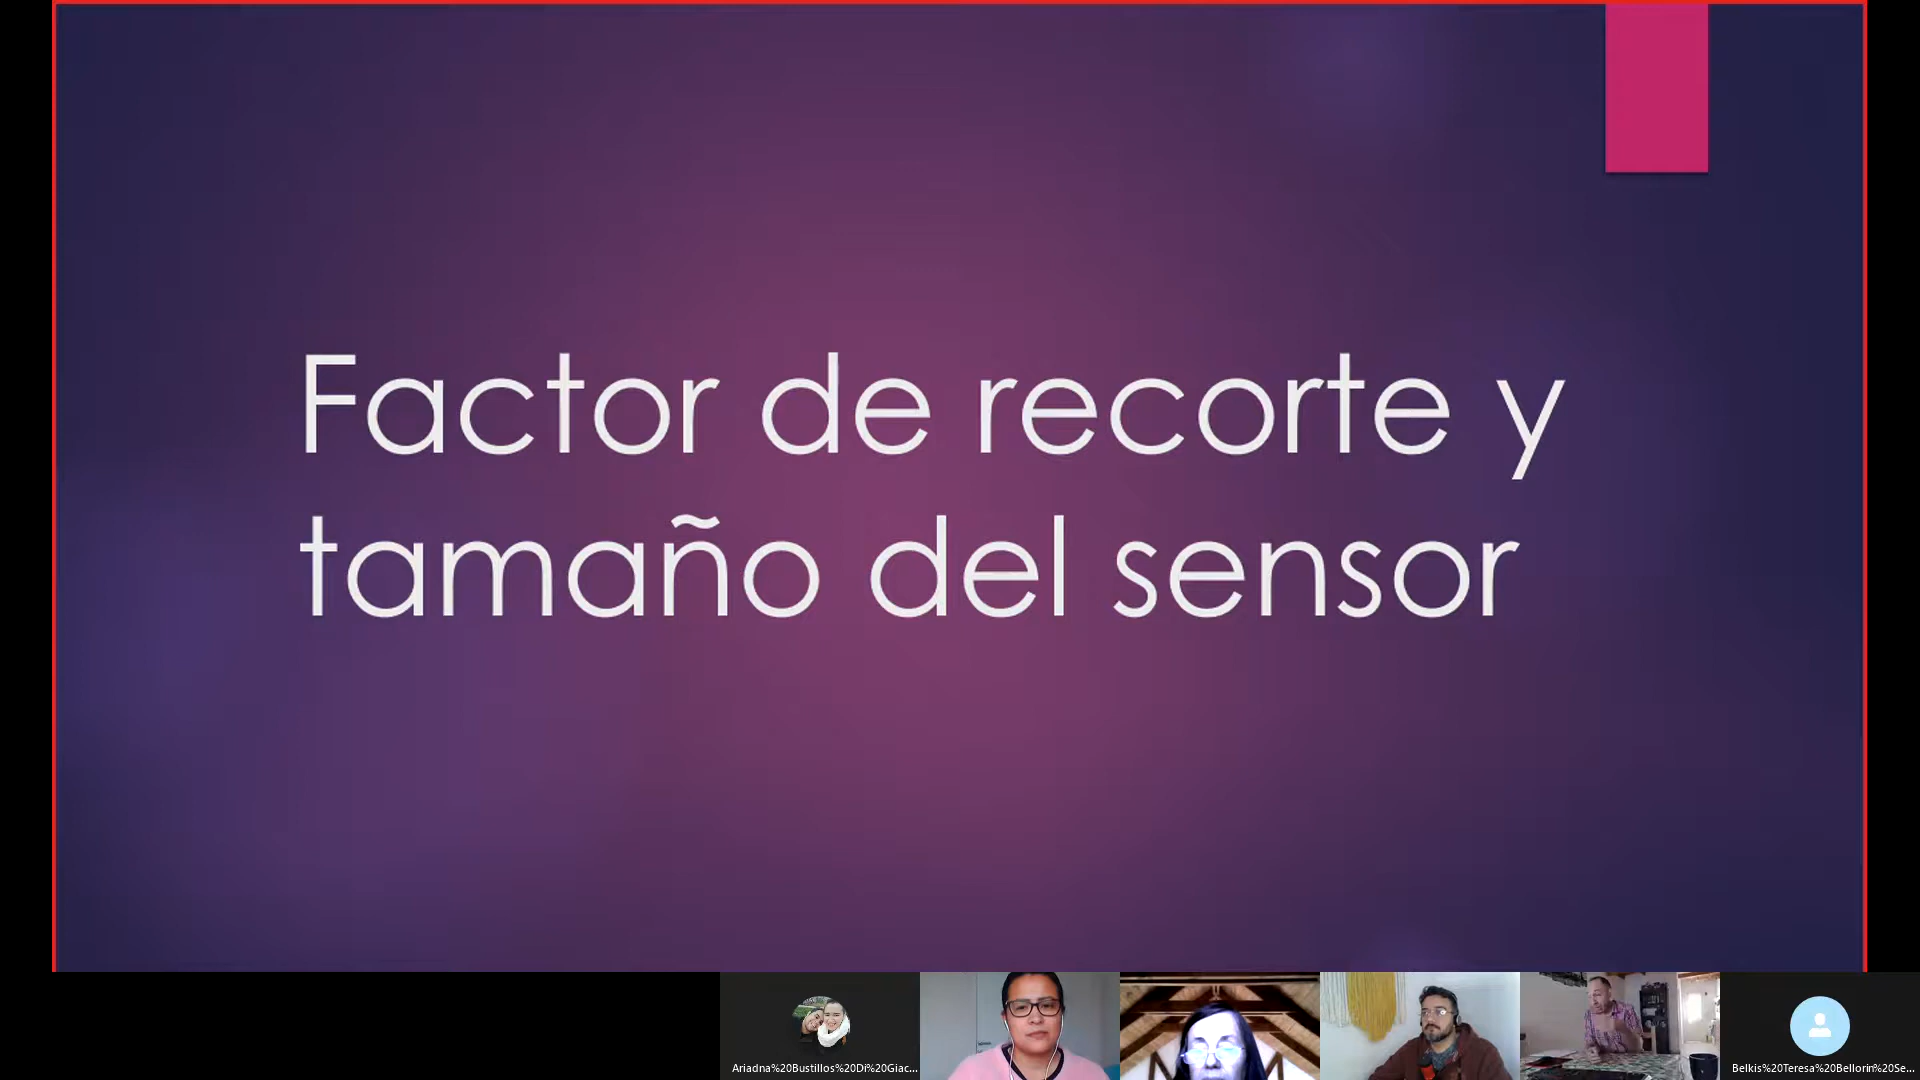 Factor de recorte y
tamaño del sensor
Ariadna%20Bustillos%20Di%20Giac...
Belkis%20Teresa%20Bellorin%20Se...